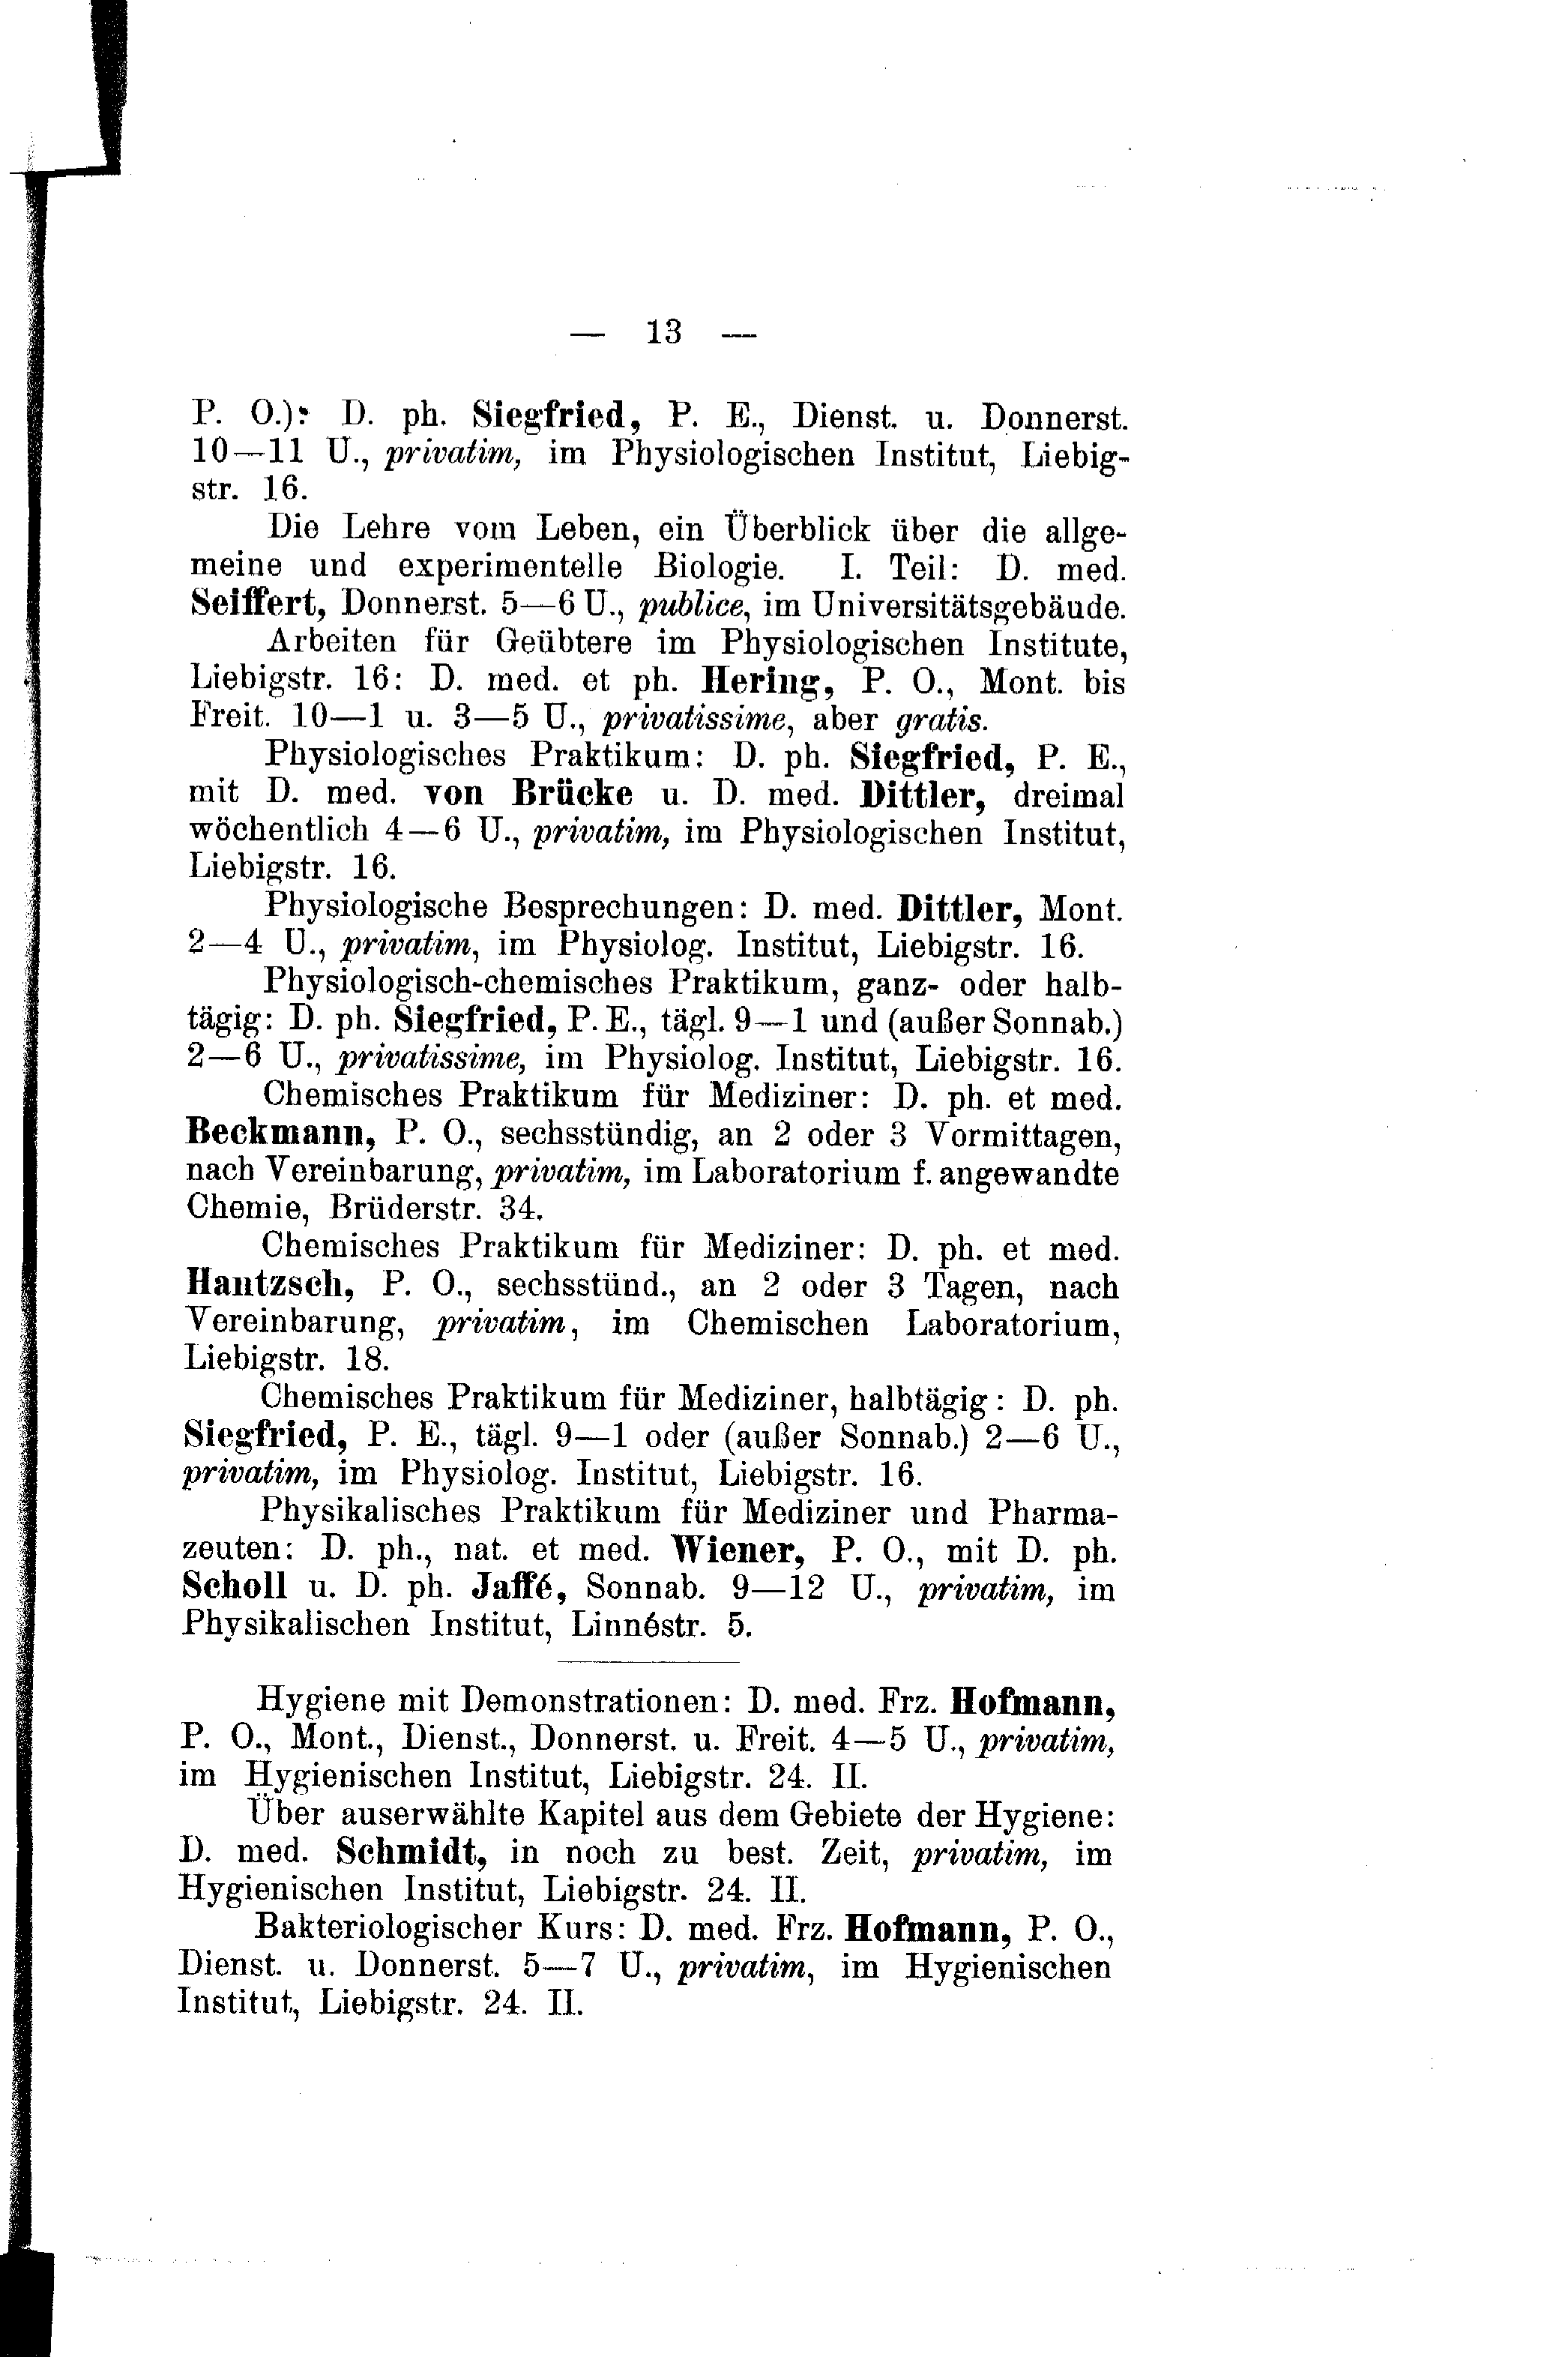 — 13 —
P. O.): D. ph. Siegfried, P. E., Dienst. u. Donnerst.
10—11 U., privatim, im Physiologischen Institut, Liebig-
str. 16.
Die Lehre vom Leben, ein Überblick über die allge-
meine und experimentelle Biologie. I. Teil: D. med.
Seiffert, Donnerst. 5—6 U., publice, im Universitätsgebäude.
Arbeiten für Geübtere im Physiologischen Institute,
Liebigstr. 16: D. med. et ph. Hering, P. O., Mont. bis
Freit. 10—1 u. 3—5 U., privatissime, aber gratis.
Physiologisches Praktikum: D. ph. Siegfried, P. E.,
mit D. med. von Brücke u. D. med. Dittler, dreimal
wöchentlich 4—6 U., privatim, im Physiologischen Institut,
Liebigstr. 16.
Physiologische Besprechungen: D. med. Dittler, Mont.
2—4 U., privatim, im Physiolog. Institut, Liebigstr. 16.
Physiologisch-chemisches Praktikum, ganz- oder halb-
tägig: D. ph. Siegfried, P. E., tägl. 9—1 und (außer Sonnab.)
2—6 U., privatissime, im Physiolog. Institut, Liebigstr. 16.
Chemisches Praktikum für Mediziner: D. ph. et med.
Beckmann, P. O., sechsstündig, an 2 oder 3 Vormittagen,
nach Vereinbarung, privatim, im Laboratorium f. angewandte
Chemie, Brüderstr. 34.
Chemisches Praktikum für Mediziner: D. ph. et med.
Hantzsch, P. O., sechsstünd., an 2 oder 3 Tagen, nach
Vereinbarung, privatim, im Chemischen Laboratorium,
Liebigstr. 18.
Chemisches Praktikum für Mediziner, halbtägig: D. ph.
Siegfried, P. E., tägl. 9—1 oder (außer Sonnab.) 2—6 U.,
privatim, im Physiolog. Institut, Liebigstr. 16.
Physikalisches Praktikum für Mediziner und Pharma-
zeuten: D. ph., nat. et med. Wiener, P. O., mit D. ph.
Scholl u. D. ph. Jaffé, Sonnab. 9—12 U., privatim, im
Physikalischen Institut, Linnéstr. 5.
Hygiene mit Demonstrationen: D. med. Frz. Hofmann,
P. O., Mont., Dienst., Donnerst. u. Freit. 4—5 U., privatim,
im Hygienischen Institut, Liebigstr. 24. II.
Über auserwählte Kapitel aus dem Gebiete der Hygiene:
D. med. Schmidt, in noch zu best. Zeit, privatim, im
Hygienischen Institut, Liebigstr. 24. II.
Bakteriologischer Kurs: D. med. Frz. Hofmann, P. O.,
Dienst. u. Donnerst. 5—7 U., privatim, im Hygienischen
Institut, Liebigstr. 24. II.